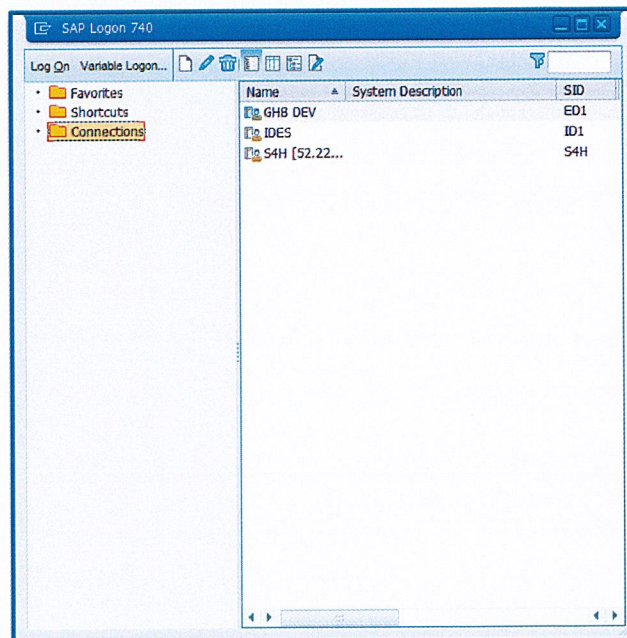 SAP Logon 740
Log On Variable Logon...
Favorites
Shortcuts
Connections
Name System Description SID
GHB DEV ED1
IDES ID1
S4H [52.22... S4H